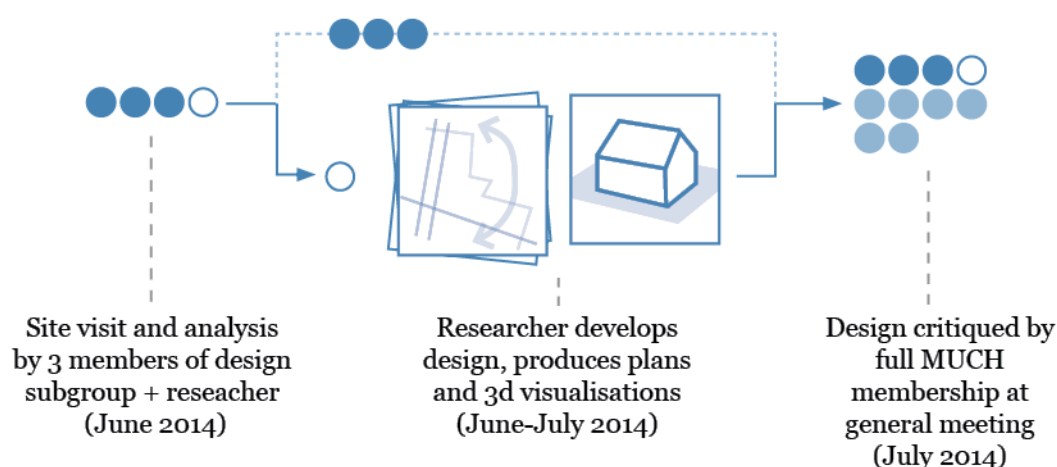 Site visit and analysis
by 3 members of design
subgroup + reseacher
(June 2014)
Researcher develops
design, produces plans
and 3d visualisations
(June-July 2014)
Design critiqued by
full MUCH
membership at
general meeting
(July 2014)